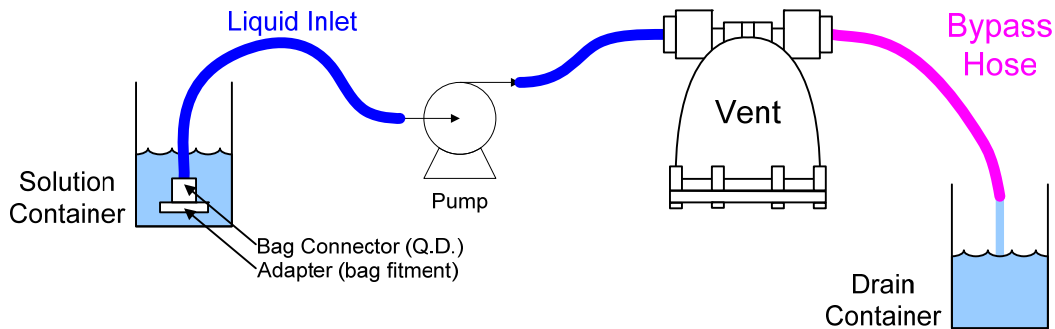 Liquid Inlet
Bypass
Hose
Vent
Solution
Container
Pump
Bag Connector (Q.D.)
Adapter (bag fitment)
Drain
Container